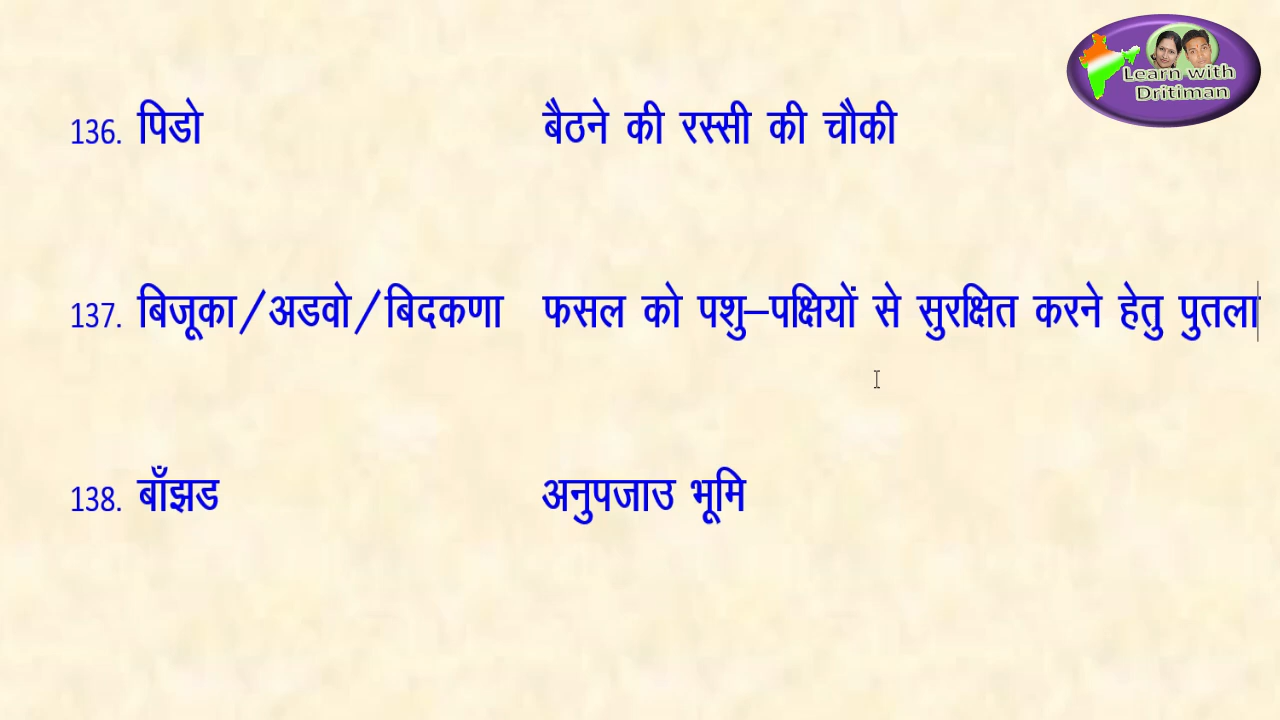 Learn with
Dritiman
136. पिडो बैठने की रस्सी की चौकी
137. बिजूका/अडवो/बिदकणा फसल को पशु–पक्षियों से सुरक्षित करने हेतु पुतला
138. बाँझड अनुपजाउ भूमि